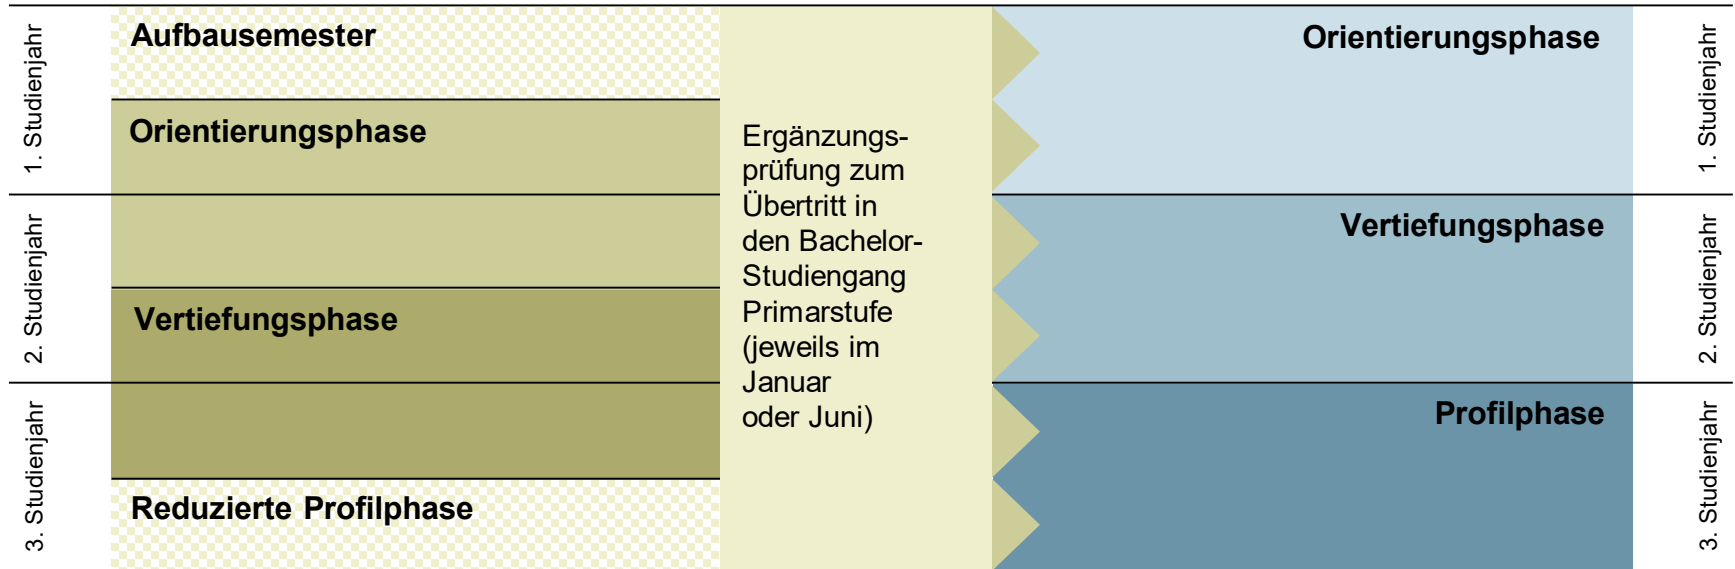 1. Studienjahr
Aufbausemester
Orientierungsphase
2. Studienjahr
Vertiefungsphase
3. Studienjahr
Reduzierte Profilphase
Ergänzungs-
prüfung zum
Übertritt in
den Bachelor-
Studiengang
Primarstufe
(jeweils im
Januar
oder Juni)
Orientierungsphase
1. Studienjahr
Vertiefungsphase
2. Studienjahr
Profilphase
3. Studienjahr